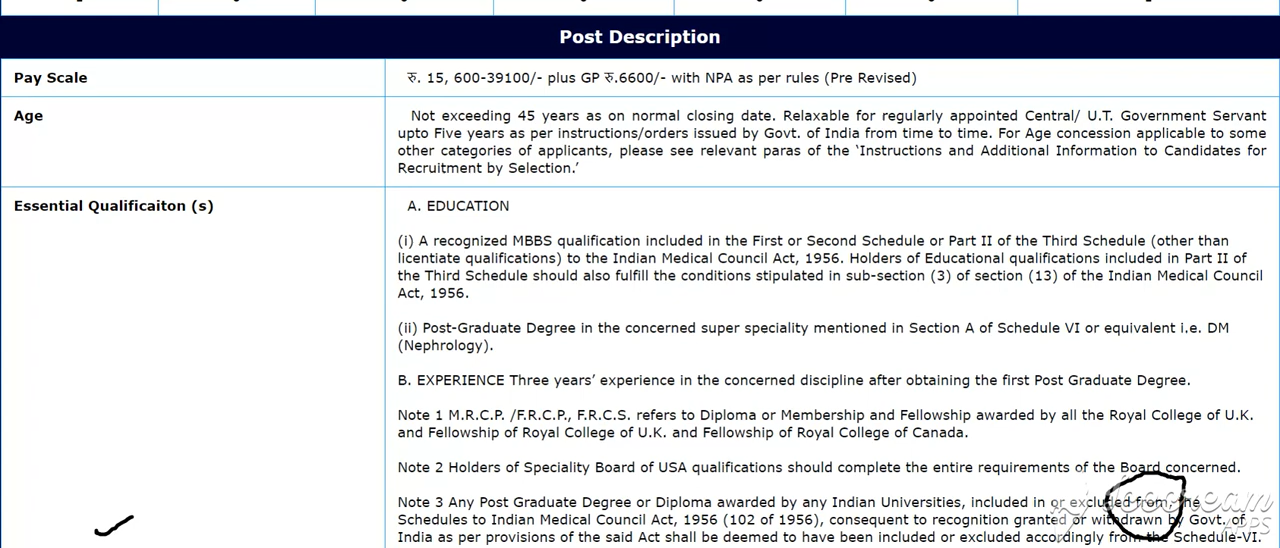 Post Description
Pay Scale
रु. 15, 600-39100/- plus GP रु.6600/- with NPA as per rules (Pre Revised)
Age
Not exceeding 45 years as on normal closing date. Relaxable for regularly appointed Central/ U.T. Government Servant
upto Five years as per instructions/orders issued by Govt. of India from time to time. For Age concession applicable to some
other categories of applicants, please see relevant paras of the ‘Instructions and Additional Information to Candidates for
Recruitment by Selection.’
Essential Qualificaiton (s)
A. EDUCATION
(i) A recognized MBBS qualification included in the First or Second Schedule or Part II of the Third Schedule (other than
licentiate qualifications) to the Indian Medical Council Act, 1956. Holders of Educational qualifications included in Part II of
the Third Schedule should also fulfill the conditions stipulated in sub-section (3) of section (13) of the Indian Medical Council
Act, 1956.
(ii) Post-Graduate Degree in the concerned super speciality mentioned in Section A of Schedule VI or equivalent i.e. DM
(Nephrology).
B. EXPERIENCE Three years’ experience in the concerned discipline after obtaining the first Post Graduate Degree.
Note 1 M.R.C.P. /F.R.C.P., F.R.C.S. refers to Diploma or Membership and Fellowship awarded by all the Royal College of U.K.
and Fellowship of Royal College of U.K. and Fellowship of Royal College of Canada.
Note 2 Holders of Speciality Board of USA qualifications should complete the entire requirements of the Board concerned.
Note 3 Any Post Graduate Degree or Diploma awarded by any Indian Universities, included in or excluded from, the
Schedules to Indian Medical Council Act, 1956 (102 of 1956), consequent to recognition granted or withdrawn by Govt. of
India as per provisions of the said Act shall be deemed to have been included or excluded accordingly from the Schedule-VI.
APPS